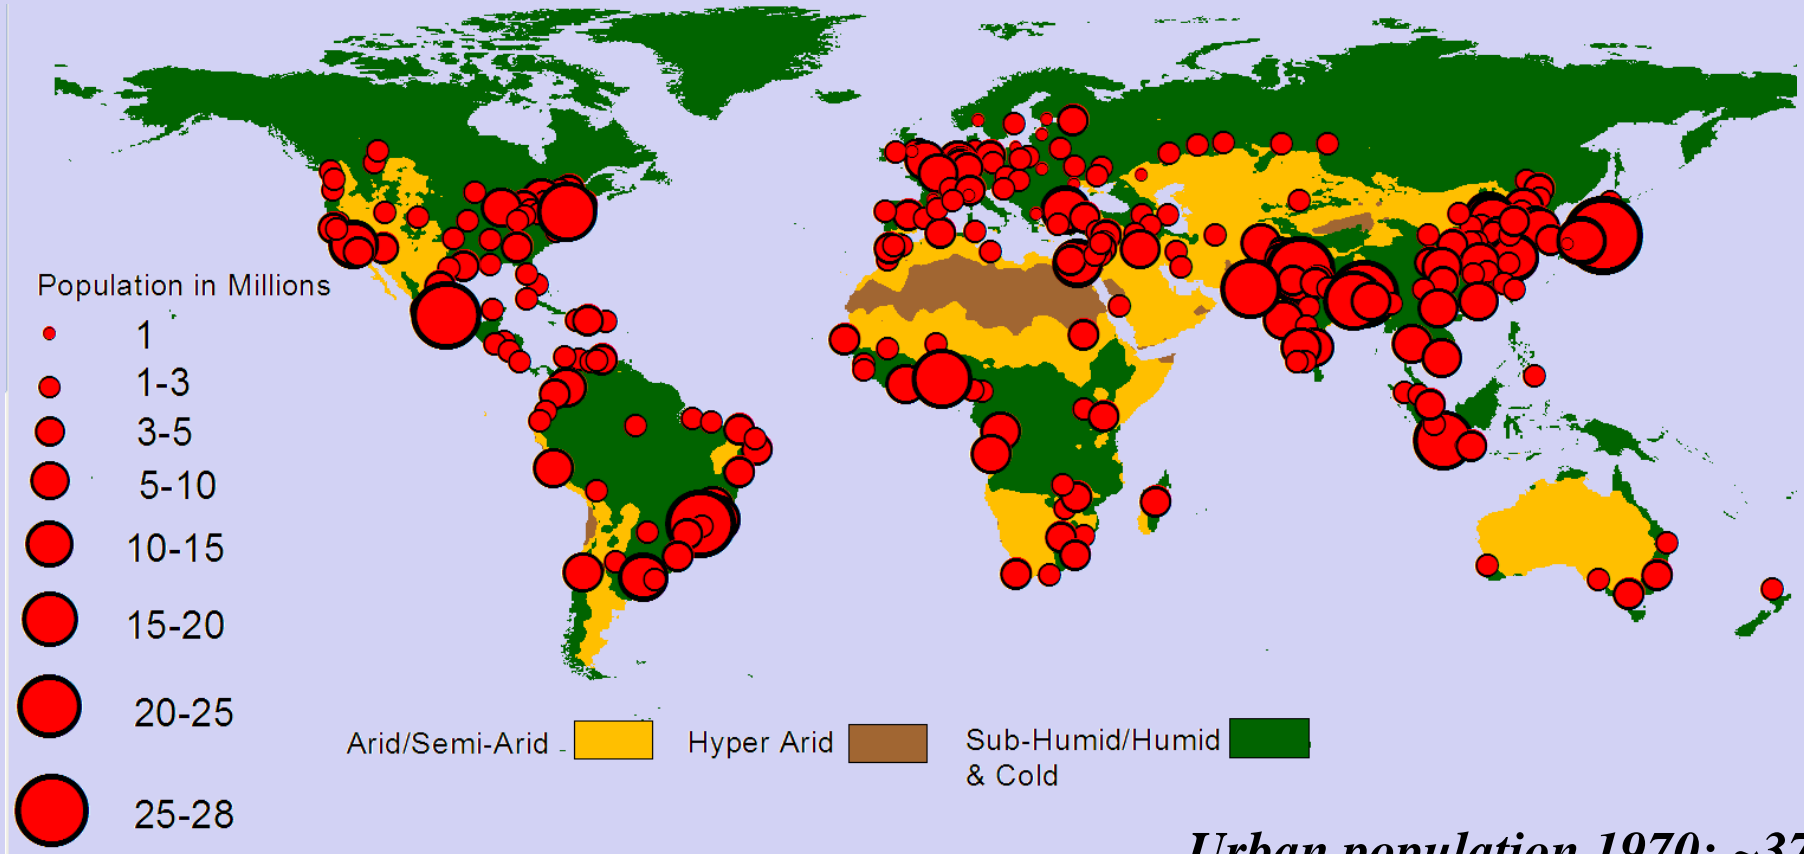 Population in Millions
1
1-3
3-5
5-10
10-15
15-20
20-25
25-28
Arid/Semi-Arid
Hyper Arid
Sub-Humid/Humid
& Cold
Urban population 1970: ~37